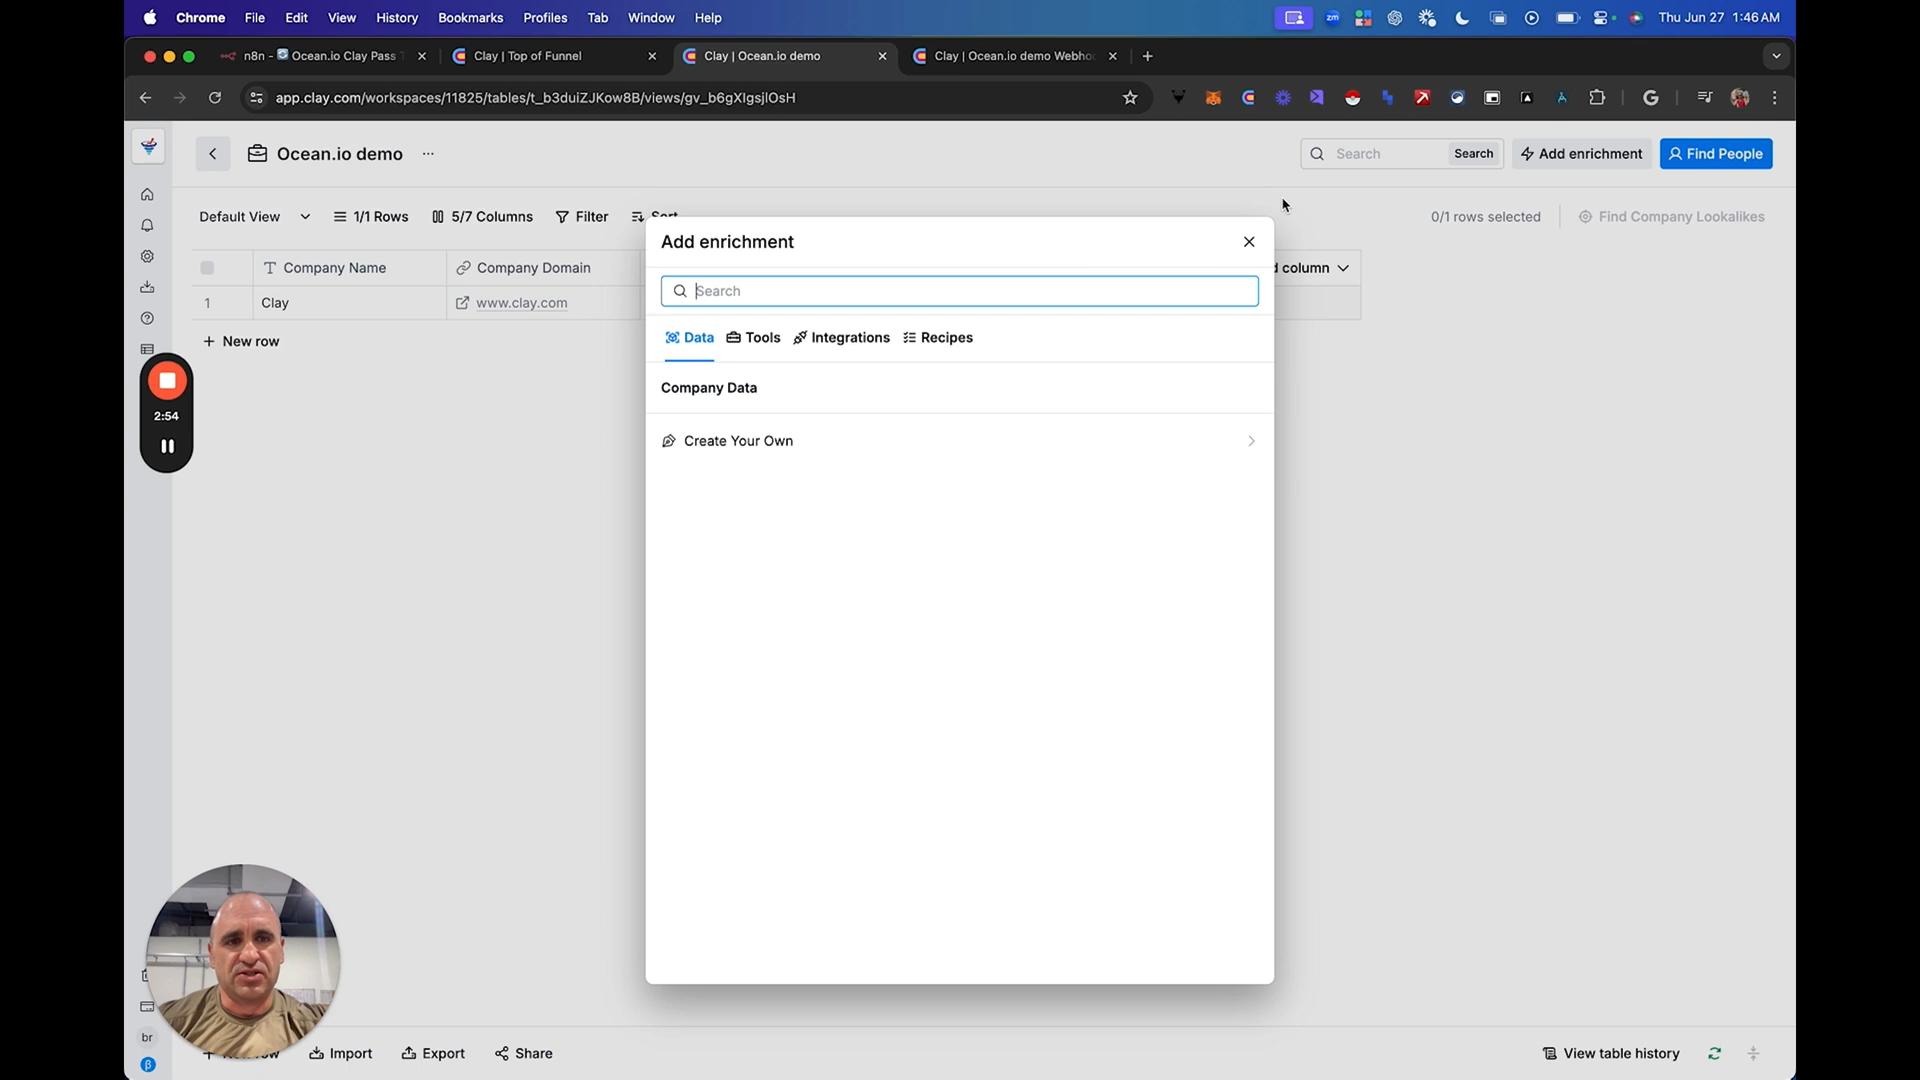 Chrome File Edit View History Bookmarks Profiles Tab Window Help zm Thu Jun 27 1:46 AM
n8n - Ocean.io Clay Pass Clay | Top of Funnel Clay | Ocean.io demo Clay | Ocean.io demo Webho
app.clay.com/workspaces/11825/tables/t_b3duiZJKow8B/views/gv_b6gXIgsjlOsH
Ocean.io demo ... Search Search Add enrichment Find People
Default View 1/1 Rows 5/7 Columns Filter Sort 0/1 rows selected Find Company Lookalikes
Add enrichment
Company Name Company Domain d column
Search
1 Clay www.clay.com
+ New row
Data Tools Integrations Recipes
Company Data
2:54
Create Your Own
br
+ New row Import Export Share View table history
β